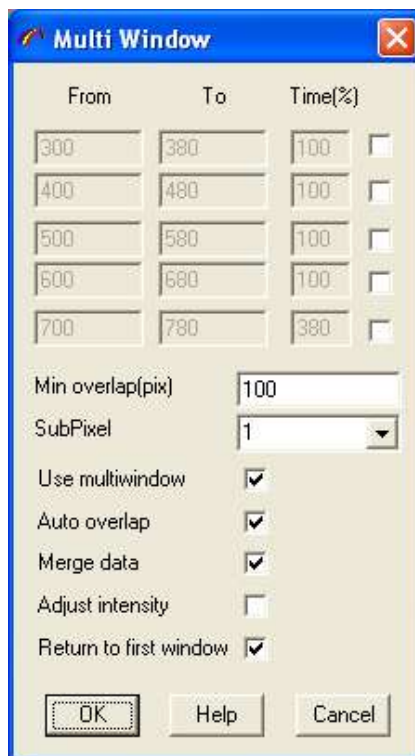 Multi Window
From To Time(%)
300 380 100
400 480 100
500 580 100
600 680 100
700 780 380
Min overlap(pix) 100
SubPixel 1
Use multiwindow
Auto overlap
Merge data
Adjust intensity
Return to first window
OK Help Cancel